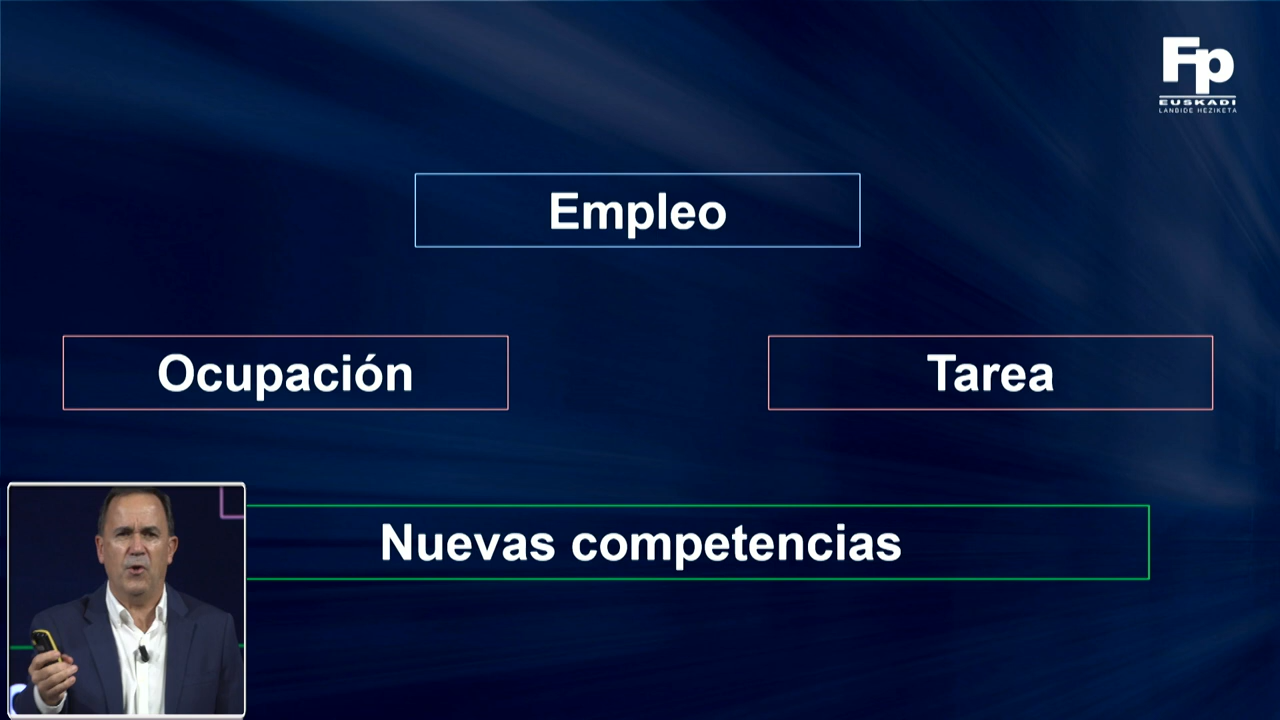 Fp
EUSKADI
LANBIDE HEZIKETA
Empleo
Ocupación
Tarea
Nuevas competencias